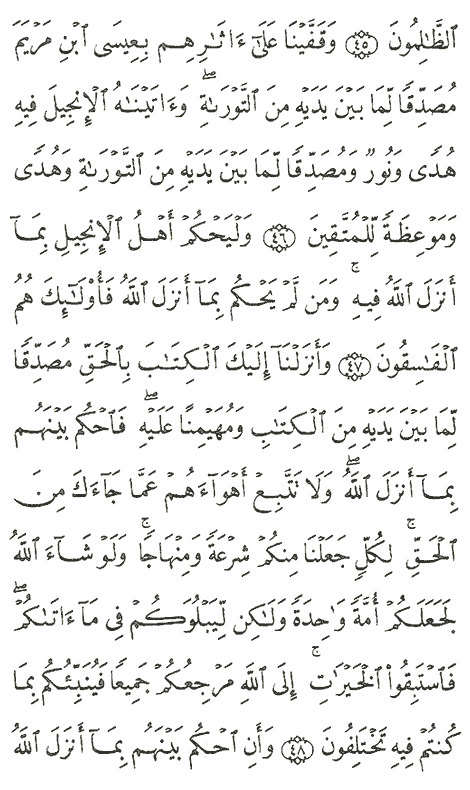 ٱلظَّٰلِمُونَ ﴿٤٥﴾ وَقَفَّيْنَا عَلَىٰٓ ءَاثَٰرِهِم بِعِيسَى ٱبْنِ مَرْيَمَ
مُصَدِّقًا لِّمَا بَيْنَ يَدَيْهِ مِنَ ٱلتَّوْرَىٰةِۖ وَءَاتَيْنَٰهُ ٱلْإِنجِيلَ فِيهِ
هُدًى وَنُورٌ وَمُصَدِّقًا لِّمَا بَيْنَ يَدَيْهِ مِنَ ٱلتَّوْرَىٰةِ وَهُدًى
وَمَوْعِظَةً لِّلْمُتَّقِينَ ﴿٤٦﴾ وَلْيَحْكُمْ أَهْلُ ٱلْإِنجِيلِ بِمَآ
أَنزَلَ ٱللَّهُ فِيهِۚ وَمَن لَّمْ يَحْكُم بِمَآ أَنزَلَ ٱللَّهُ فَأُو۟لَٰٓئِكَ هُمُ
ٱلْفَٰسِقُونَ ﴿٤٧﴾ وَأَنزَلْنَآ إِلَيْكَ ٱلْكِتَٰبَ بِٱلْحَقِّ مُصَدِّقًا
لِّمَا بَيْنَ يَدَيْهِ مِنَ ٱلْكِتَٰبِ وَمُهَيْمِنًا عَلَيْهِۖ فَٱحْكُم بَيْنَهُم
بِمَآ أَنزَلَ ٱللَّهُۖ وَلَا تَتَّبِعْ أَهْوَآءَهُمْ عَمَّا جَآءَكَ مِنَ
ٱلْحَقِّۚ لِكُلٍّ جَعَلْنَا مِنكُمْ شِرْعَةً وَمِنْهَاجًاۚ وَلَوْ شَآءَ ٱللَّهُ
لَجَعَلَكُمْ أُمَّةً وَٰحِدَةً وَلَٰكِن لِّيَبْلُوَكُمْ فِى مَآ ءَاتَىٰكُمْۖ
فَٱسْتَبِقُوا۟ ٱلْخَيْرَٰتِۚ إِلَى ٱللَّهِ مَرْجِعُكُمْ جَمِيعًا فَيُنَبِّئُكُم بِمَا
كُنتُمْ فِيهِ تَخْتَلِفُونَ ﴿٤٨﴾ وَأَنِ ٱحْكُم بَيْنَهُم بِمَآ أَنزَلَ ٱللَّهُ